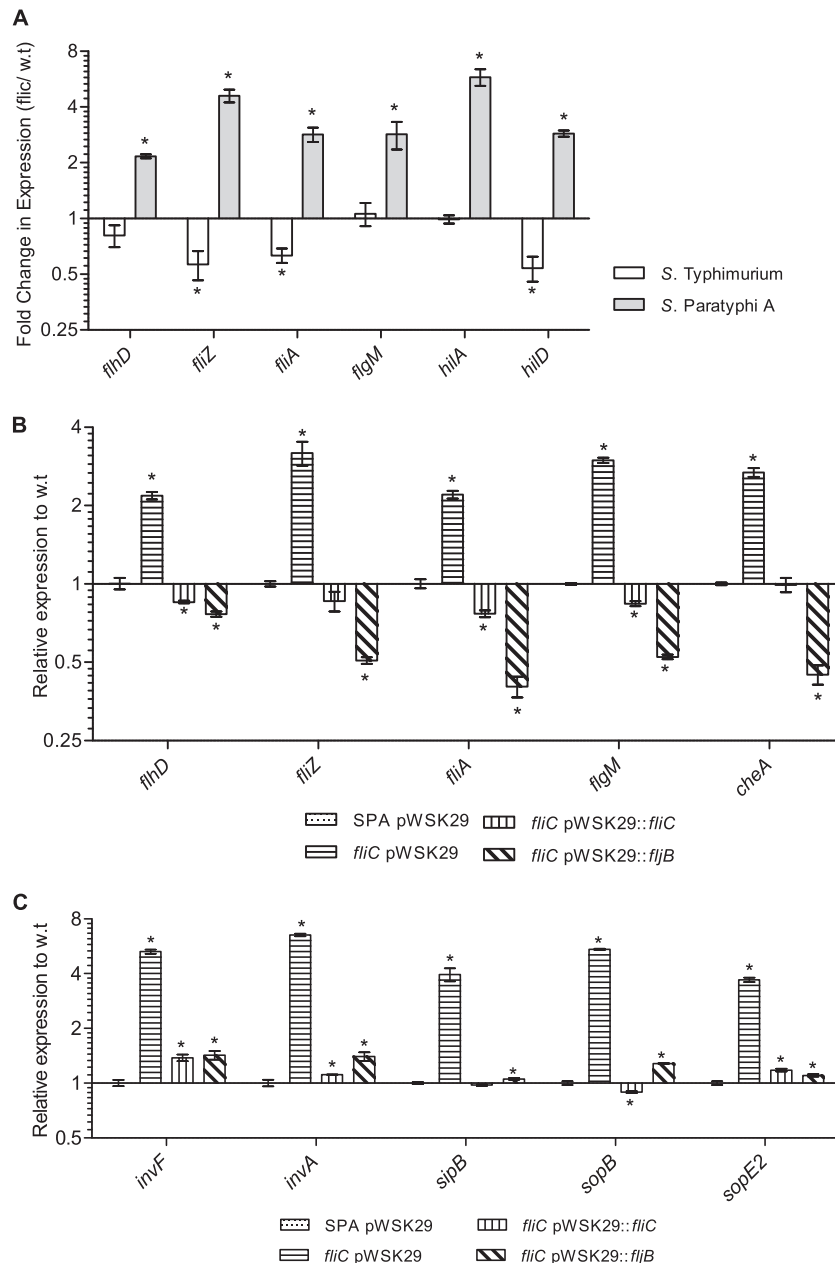 A
Fold Change in Expression (flic/ w.t)
8
4
2
1
0.5
0.25
*
*
*
*
*
*
*
*
*
flhD
fliZ
fliA
flgM
hilA
hilD
S. Typhimurium
S. Paratyphi A
B
Relative expression to w.t
4
2
1
0.5
0.25
*
*
*
*
*
*
*
*
*
*
*
*
*
flhD
fliZ
fliA
flgM
cheA
SPA pWSK29
fliC pWSK29::fliC
fliC pWSK29
fliC pWSK29::fljB
C
Relative expression to w.t
8
4
2
1
0.5
*
*
*
*
*
*
*
*
*
*
*
*
*
*
invF
invA
sipB
sopB
sopE2
SPA pWSK29
fliC pWSK29::fliC
fliC pWSK29
fliC pWSK29::fljB